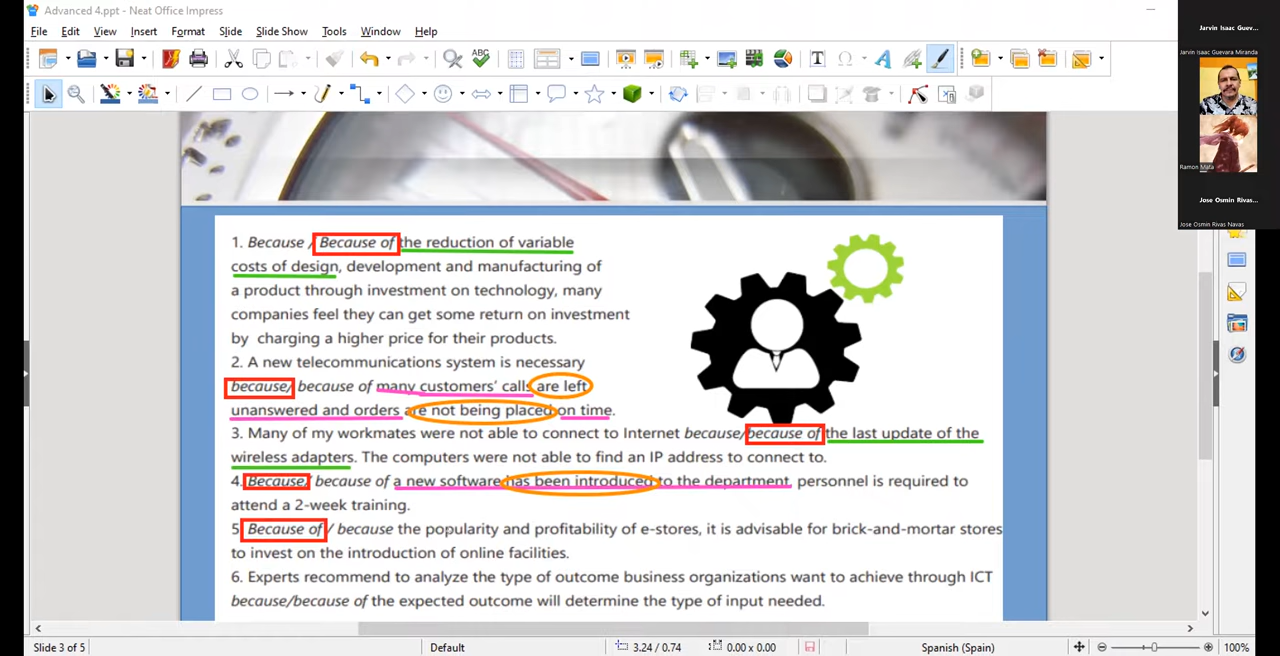 Advanced 4.ppt - Neat Office Impress
File Edit View Insert Format Slide Slide Show Tools Window Help
Jarvin Isaac Guev...
Jarvin Isaac Guevara Miranda
Ramon Mata
Jose Osmin Rivas...
Jose Osmin Rivas Navas
1. Because / Because of the reduction of variable
costs of design, development and manufacturing of
a product through investment on technology, many
companies feel they can get some return on investment
by charging a higher price for their products.
2. A new telecommunications system is necessary
because/ because of many customers' calls are left
unanswered and orders are not being placed on time.
3. Many of my workmates were not able to connect to Internet because/because of the last update of the
wireless adapters. The computers were not able to find an IP address to connect to.
4. Because/ because of a new software has been introduced to the department, personnel is required to
attend a 2-week training.
5 Because of / because the popularity and profitability of e-stores, it is advisable for brick-and-mortar stores
to invest on the introduction of online facilities.
6. Experts recommend to analyze the type of outcome business organizations want to achieve through ICT
because/because of the expected outcome will determine the type of input needed.
Slide 3 of 5 Default 3.24 / 0.74 0.00 x 0.00 Spanish (Spain) 100%